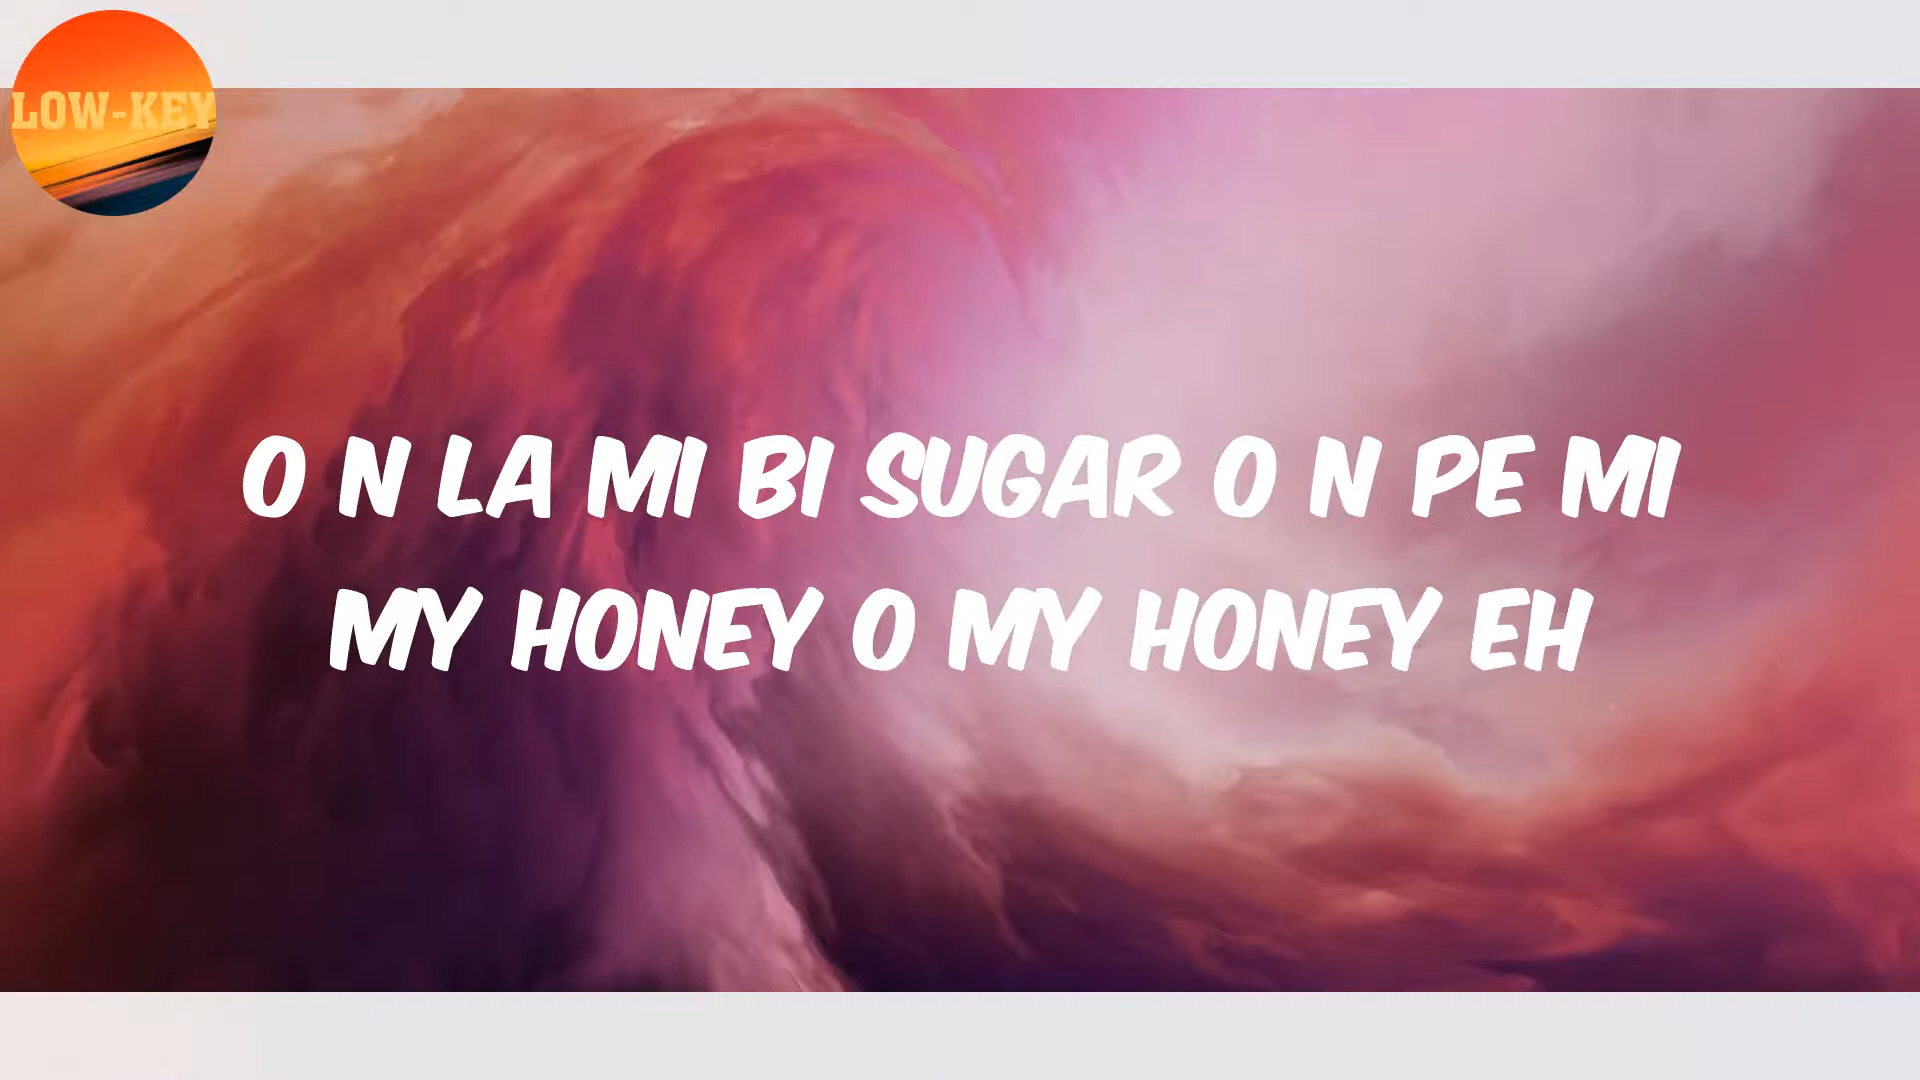 LOW-KEY
O N LA MI BI SUGAR O N PE MI
MY HONEY O MY HONEY EH